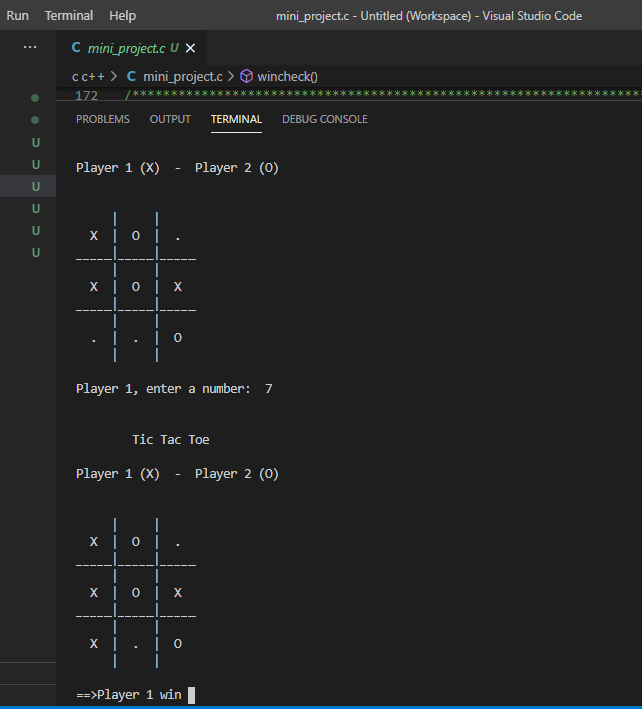 Run Terminal Help mini_project.c - Untitled (Workspace) - Visual Studio Code
... C mini_project.c U ×
c c++ > C mini_project.c > wincheck()
172 /******************************************************************
PROBLEMS OUTPUT TERMINAL DEBUG CONSOLE
U
U
U
U
U
U
Player 1 (X)  -  Player 2 (O)
     |     |
  X  |  O  |  .
_____|_____|_____
     |     |
  X  |  O  |  X
_____|_____|_____
     |     |
  .  |  .  |  O
     |     |
Player 1, enter a number:  7
Tic Tac Toe
Player 1 (X)  -  Player 2 (O)
     |     |
  X  |  O  |  .
_____|_____|_____
     |     |
  X  |  O  |  X
_____|_____|_____
     |     |
  X  |  .  |  O
     |     |
==>Player 1 win